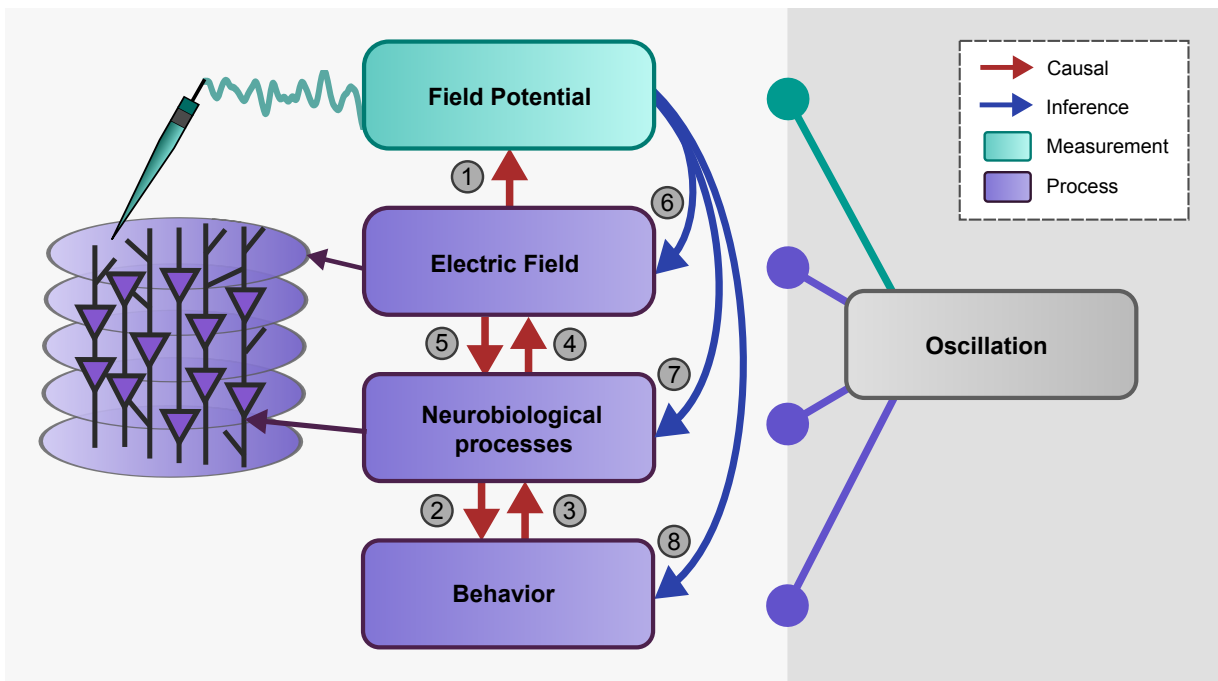 Field Potential
Causal
Inference
Measurement
Process
1
6
Electric Field
5
4
Oscillation
7
Neurobiological
processes
2
3
8
Behavior